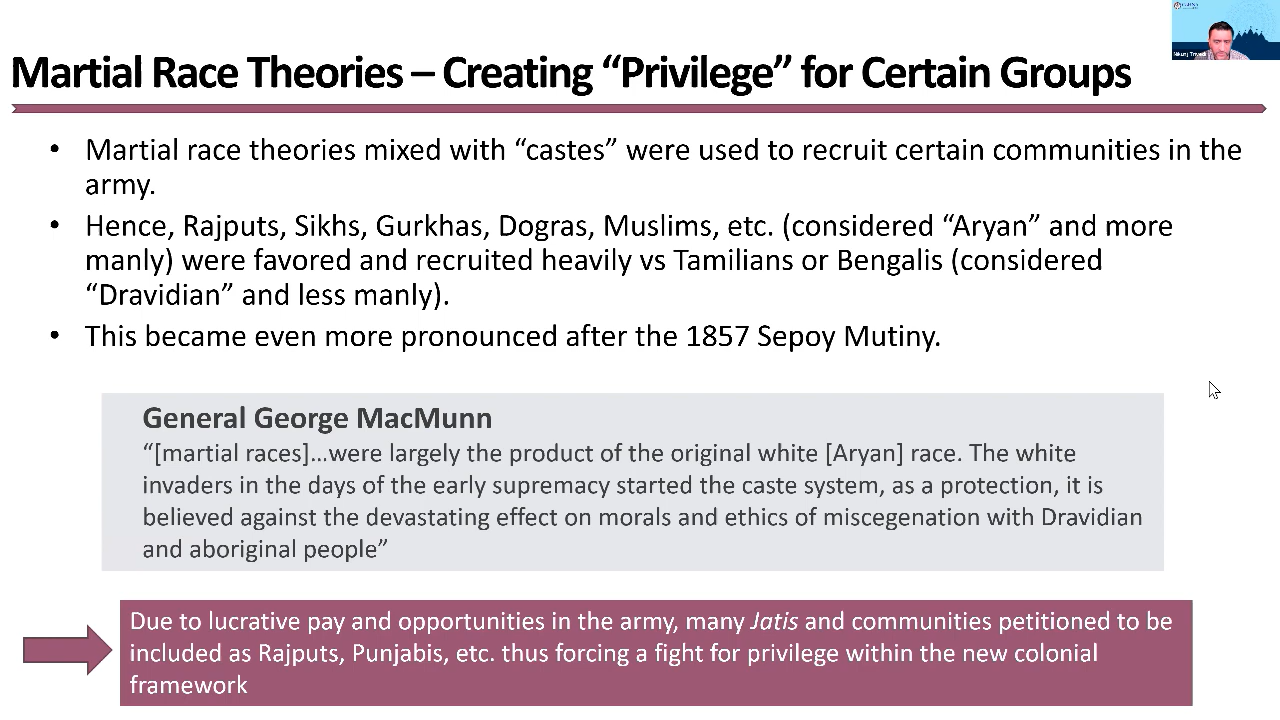 Martial Race Theories – Creating “Privilege” for Certain Groups
• Martial race theories mixed with “castes” were used to recruit certain communities in the
army.
• Hence, Rajputs, Sikhs, Gurkhas, Dogras, Muslims, etc. (considered “Aryan” and more
manly) were favored and recruited heavily vs Tamilians or Bengalis (considered
“Dravidian” and less manly).
• This became even more pronounced after the 1857 Sepoy Mutiny.
General George MacMunn
“[martial races]…were largely the product of the original white [Aryan] race. The white
invaders in the days of the early supremacy started the caste system, as a protection, it is
believed against the devastating effect on morals and ethics of miscegenation with Dravidian
and aboriginal people”
Due to lucrative pay and opportunities in the army, many Jatis and communities petitioned to be
included as Rajputs, Punjabis, etc. thus forcing a fight for privilege within the new colonial
framework